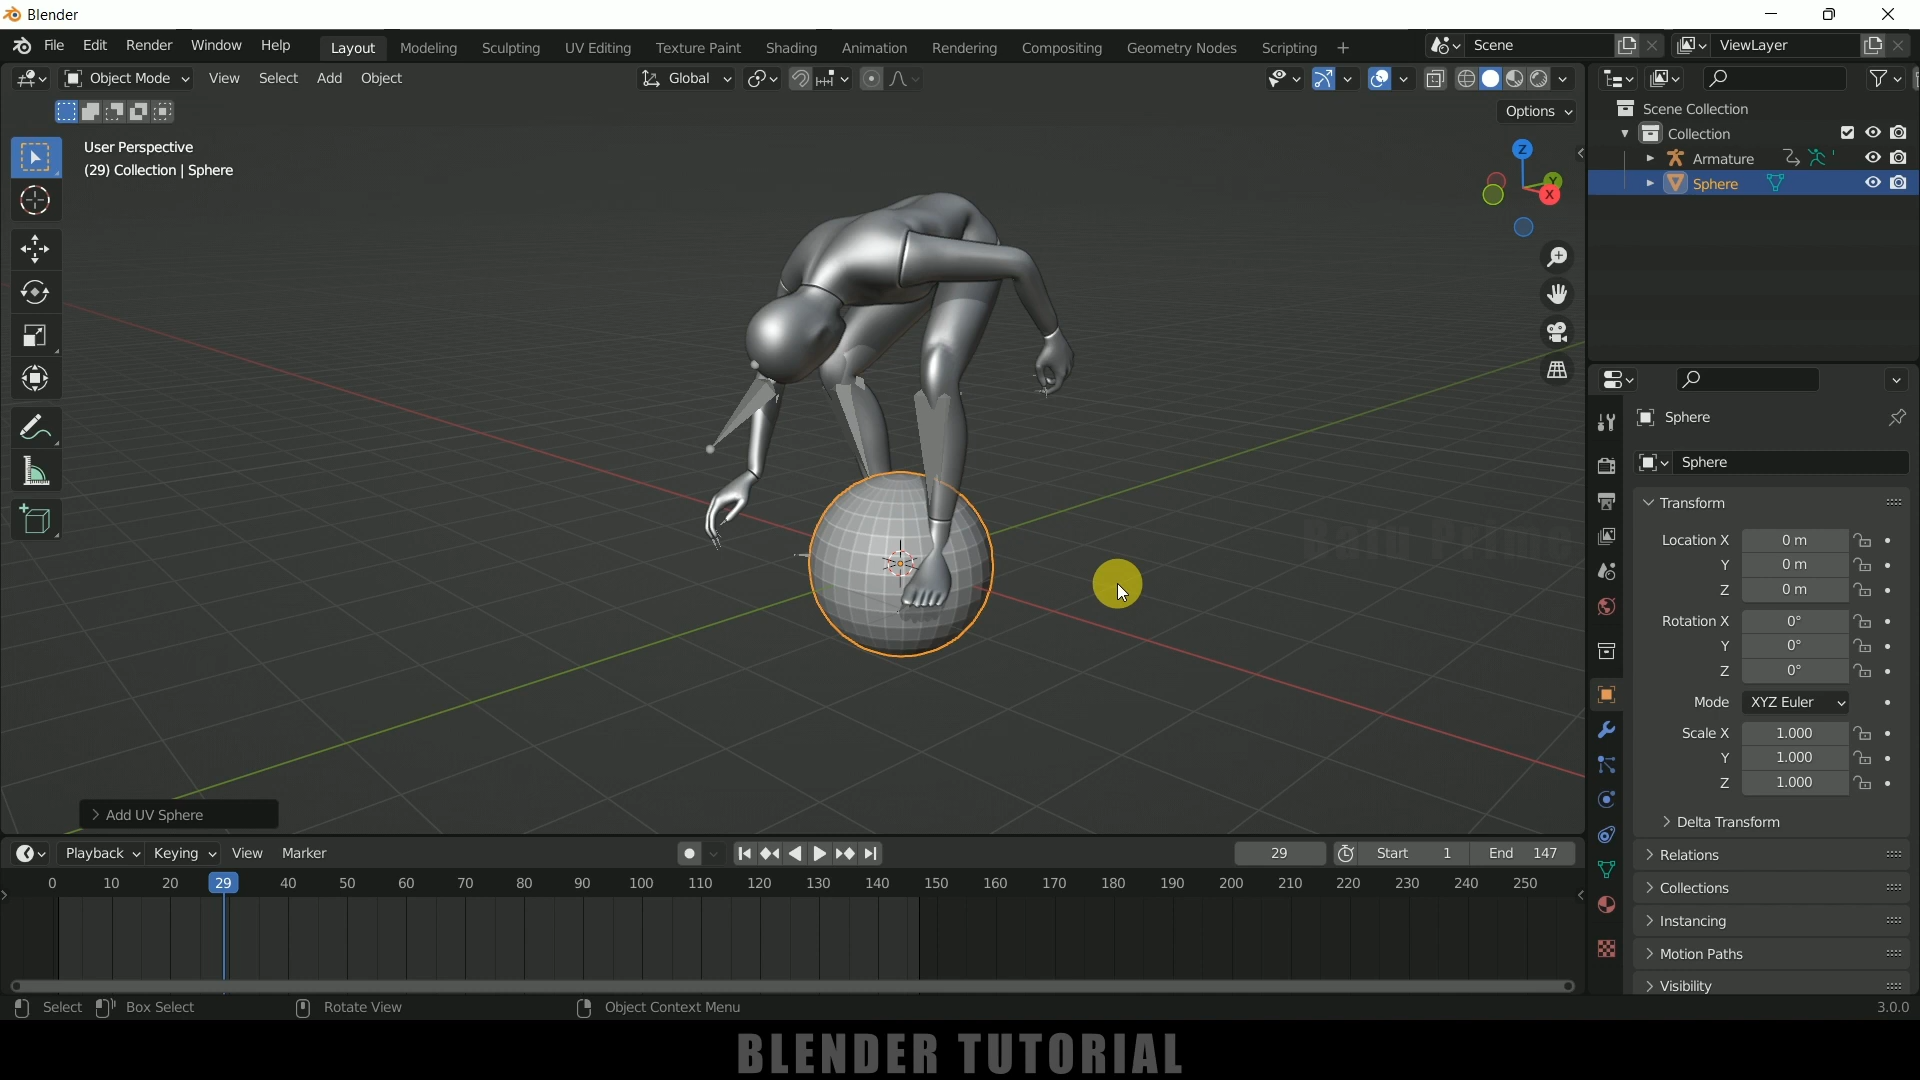 Blender
File Edit Render Window Help Layout Modeling Sculpting UV Editing Texture Paint Shading Animation Rendering Compositing Geometry Nodes Scripting + Scene ViewLayer
Object Mode View Select Add Object Global
Options
User Perspective
(29) Collection | Sphere
Z
Y
X
Scene Collection
Collection
Armature
Sphere
Sphere
Sphere
Transform
Location X 0 m
Y 0 m
Z 0 m
Rotation X 0°
Y 0°
Z 0°
Mode XYZ Euler
Scale X 1.000
Y 1.000
Z 1.000
Delta Transform
Relations
Collections
Instancing
Motion Paths
Visibility
Add UV Sphere
Playback Keying View Marker 29 Start 1 End 147
0 10 20 29 40 50 60 70 80 90 100 110 120 130 140 150 160 170 180 190 200 210 220 230 240 250
Select Box Select Rotate View Object Context Menu 3.0.0
BLENDER TUTORIAL